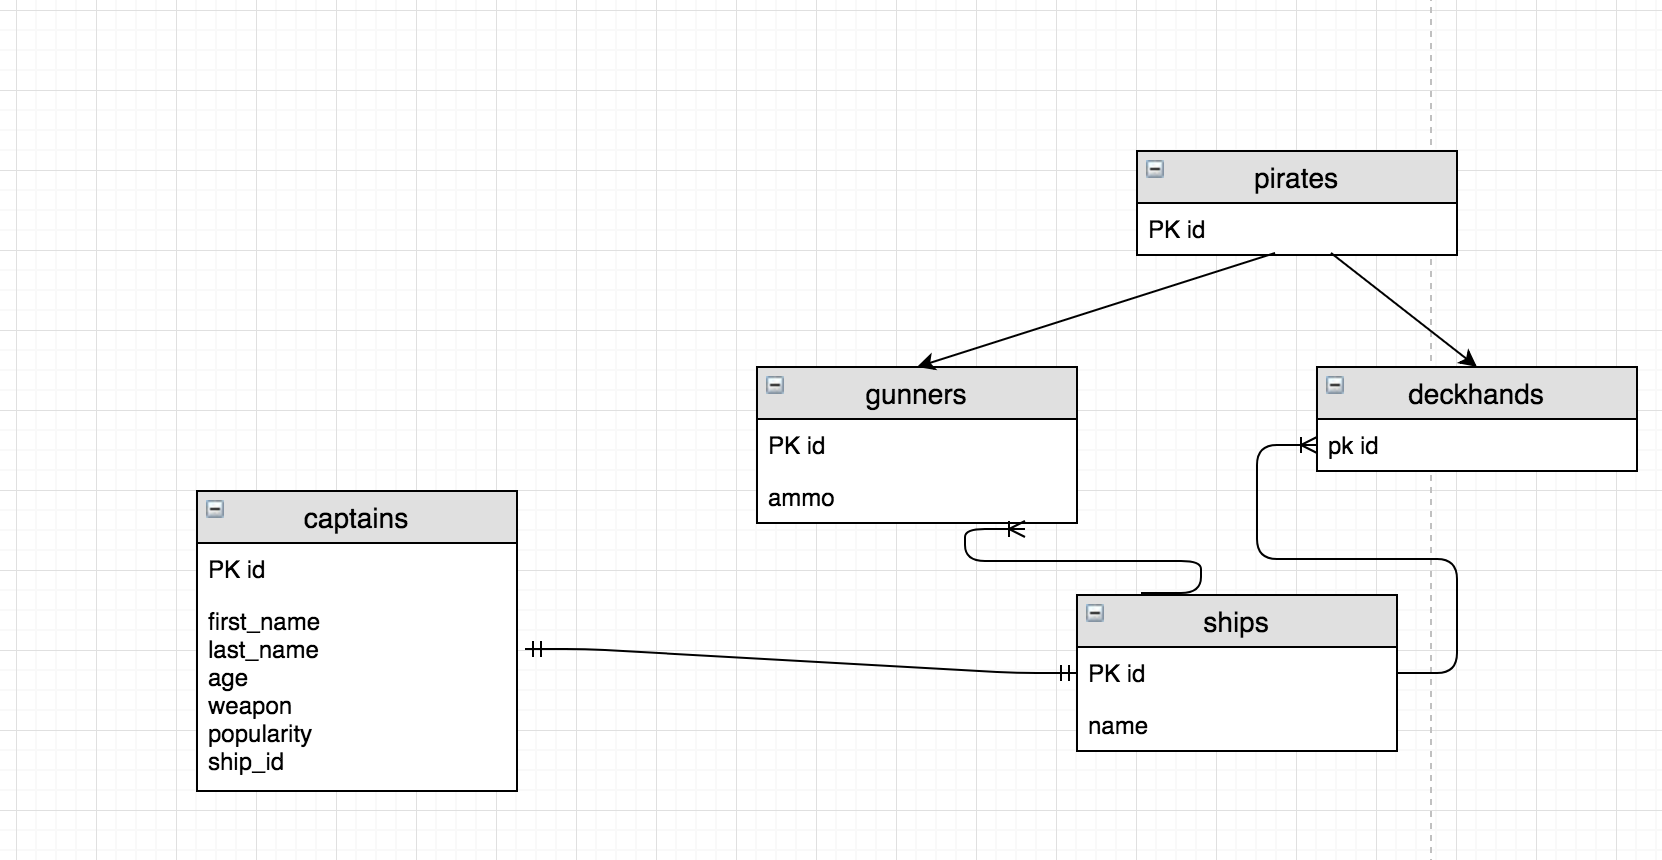 pirates
PK id
gunners
PK id
ammo
deckhands
pk id
captains
PK id
first_name
last_name
age
weapon
popularity
ship_id
ships
PK id
name